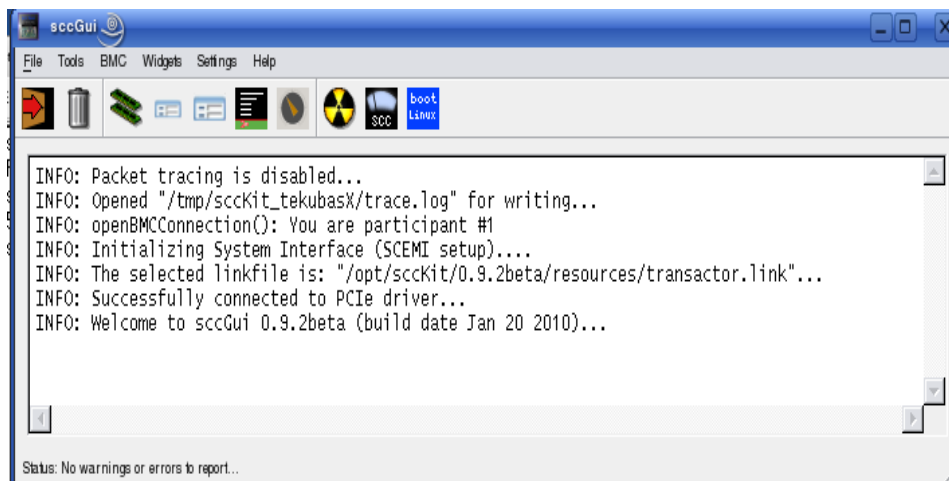 sccGui
File Tools BMC Widgets Settings Help
SCC
boot
Linux
INFO: Packet tracing is disabled...
INFO: Opened "/tmp/sccKit_tekubasX/trace.log" for writing...
INFO: openBMCConnection(): You are participant #1
INFO: Initializing System Interface (SCEMI setup)....
INFO: The selected linkfile is: "/opt/sccKit/0.9.2beta/resources/transactor.link"...
INFO: Successfully connected to PCIe driver...
INFO: Welcome to sccGui 0.9.2beta (build date Jan 20 2010)...
Status: No warnings or errors to report...